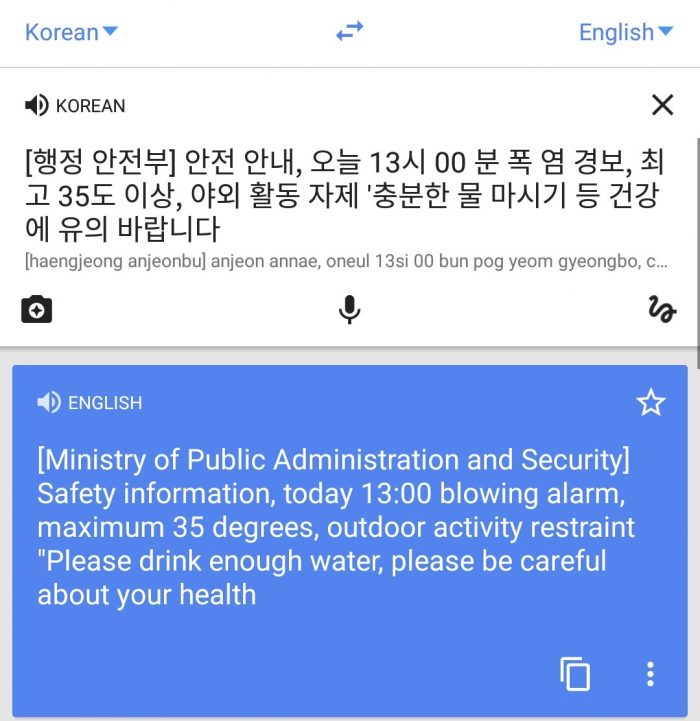 Korean English
KOREAN
[행정 안전부] 안전 안내, 오늘 13시 00 분 폭 염 경보, 최
고 35도 이상, 야외 활동 자제 '충분한 물 마시기 등 건강
에 유의 바랍니다
[haengjeong anjeonbu] anjeon annae, oneul 13si 00 bun pog yeom gyeongbo, c...
ENGLISH
[Ministry of Public Administration and Security]
Safety information, today 13:00 blowing alarm,
maximum 35 degrees, outdoor activity restraint
"Please drink enough water, please be careful
about your health